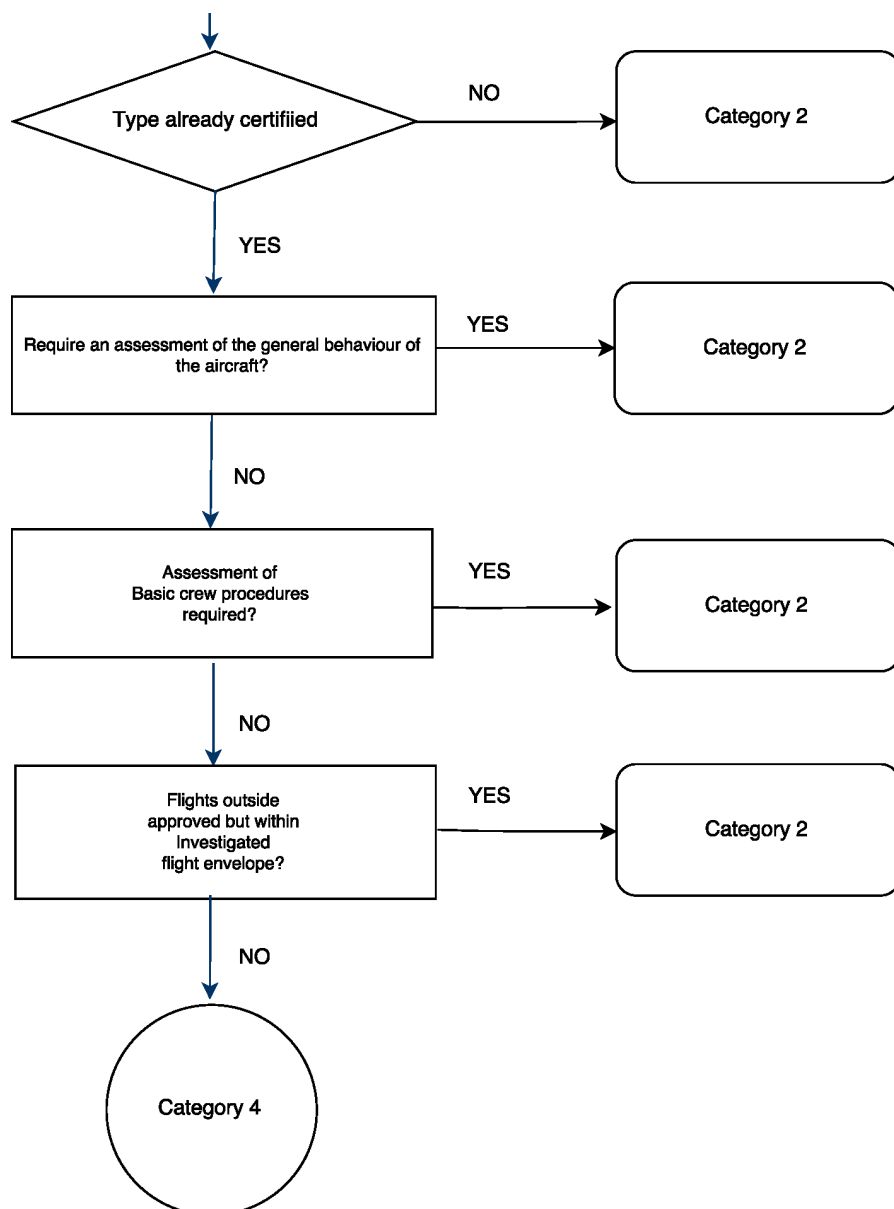 Type already certifiied
NO
Category 2
YES
Require an assessment of the general behaviour of
the aircraft?
YES
Category 2
NO
Assessment of
Basic crew procedures
required?
YES
Category 2
NO
Flights outside
approved but within
Investigated
flight envelope?
YES
Category 2
NO
Category 4